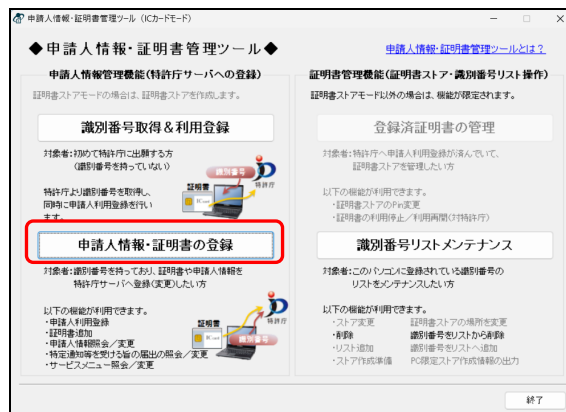 申請人情報・証明書管理ツール (ICカードモード)
◆申請人情報・証明書管理ツール◆
申請人情報・証明書管理ツールとは？
申請人情報管理機能(特許庁サーバへの登録)
証明書ストアモードの場合は、証明書ストアを作成します。
識別番号取得＆利用登録
対象者:初めて特許庁に出願する方
(識別番号を持っていない)
特許庁より識別番号を取得し、
同時に申請人利用登録を行い
ます。
識別番号
証明書
特許庁
申請人情報・証明書の登録
対象者:識別番号を持っており、証明書や申請人情報を
特許庁サーバへ登録(変更)したい方
以下の機能が利用できます。
・申請人利用登録
・証明書追加
・申請人情報照会／変更
・特定通知等を受ける旨の届出の照会／変更
・サービスメニュー照会／変更
証明書
識別番号
特許庁
証明書管理機能(証明書ストア・識別番号リスト操作)
証明書ストアモード以外の場合は、機能が限定されます。
登録済証明書の管理
対象者:特許庁へ申請人利用登録が済んでいて、
証明書ストアを管理したい方
以下の機能が利用できます。
・証明書ストアのPin変更
・証明書の利用停止／利用再開(対特許庁)
識別番号リストメンテナンス
対象者:このパソコンに登録されている識別番号の
リストをメンテナンスしたい方
以下の機能が利用できます。
・ストア変更 証明書ストアの場所を変更
・削除 識別番号をリストから削除
・リスト追加 識別番号をリストへ追加
・ストア作成準備 PC限定ストア作成情報の出力
終了